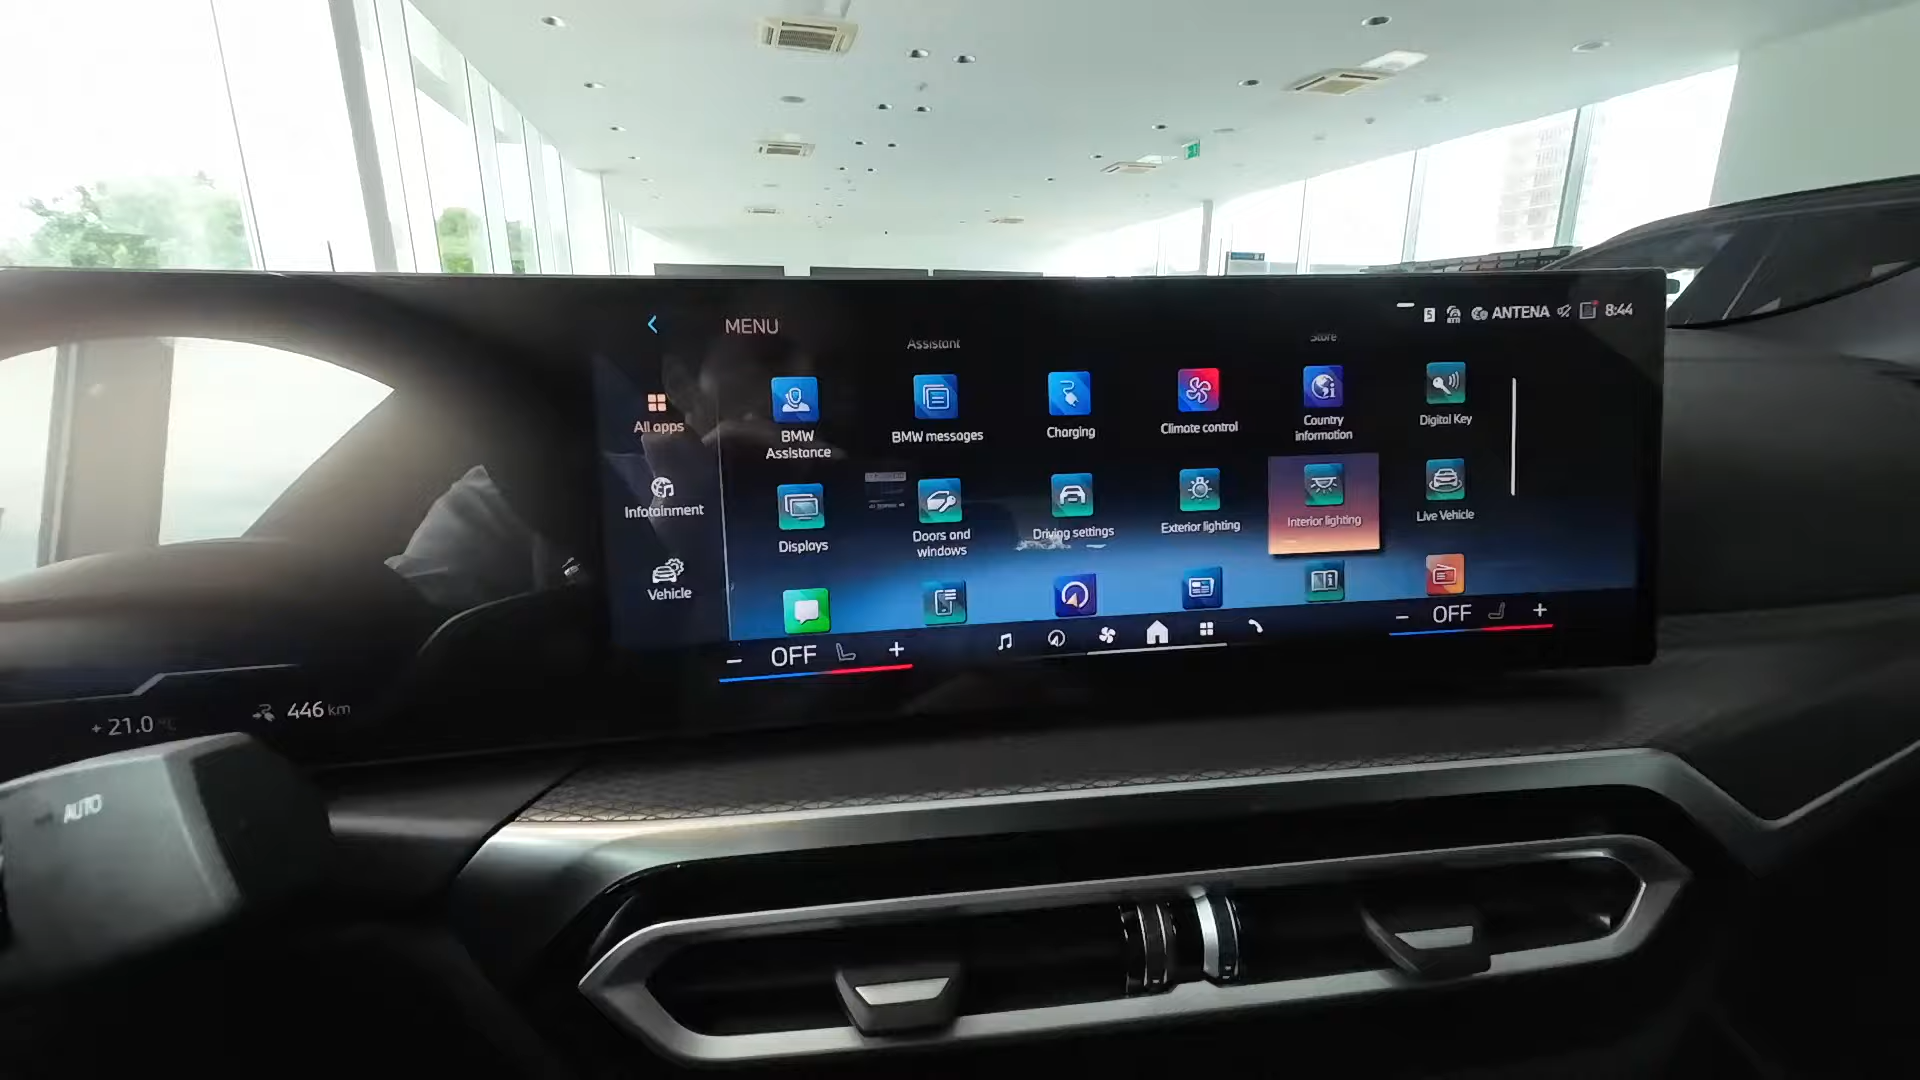 MENU
ANTENA
8:44
Assistant
Store
All apps
Infotainment
Vehicle
BMW
Assistance
BMW messages
Charging
Climate control
Country
information
Digital Key
Displays
Doors and
windows
Driving settings
Exterior lighting
Interior lighting
Live Vehicle
- OFF +
- OFF +
+ 21.0 °C
446 km
AUTO